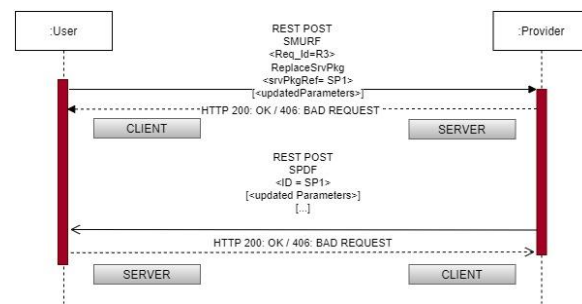 :User
:Provider
REST POST
SMURF
<Req_Id=R3>
ReplaceSrvPkg
<srvPkgRef= SP1>
[<updatedParameters>]
HTTP 200: OK / 406: BAD REQUEST
CLIENT
SERVER
REST POST
SPDF
<ID = SP1>
[<updated Parameters>]
[...]
HTTP 200: OK / 406: BAD REQUEST
SERVER
CLIENT